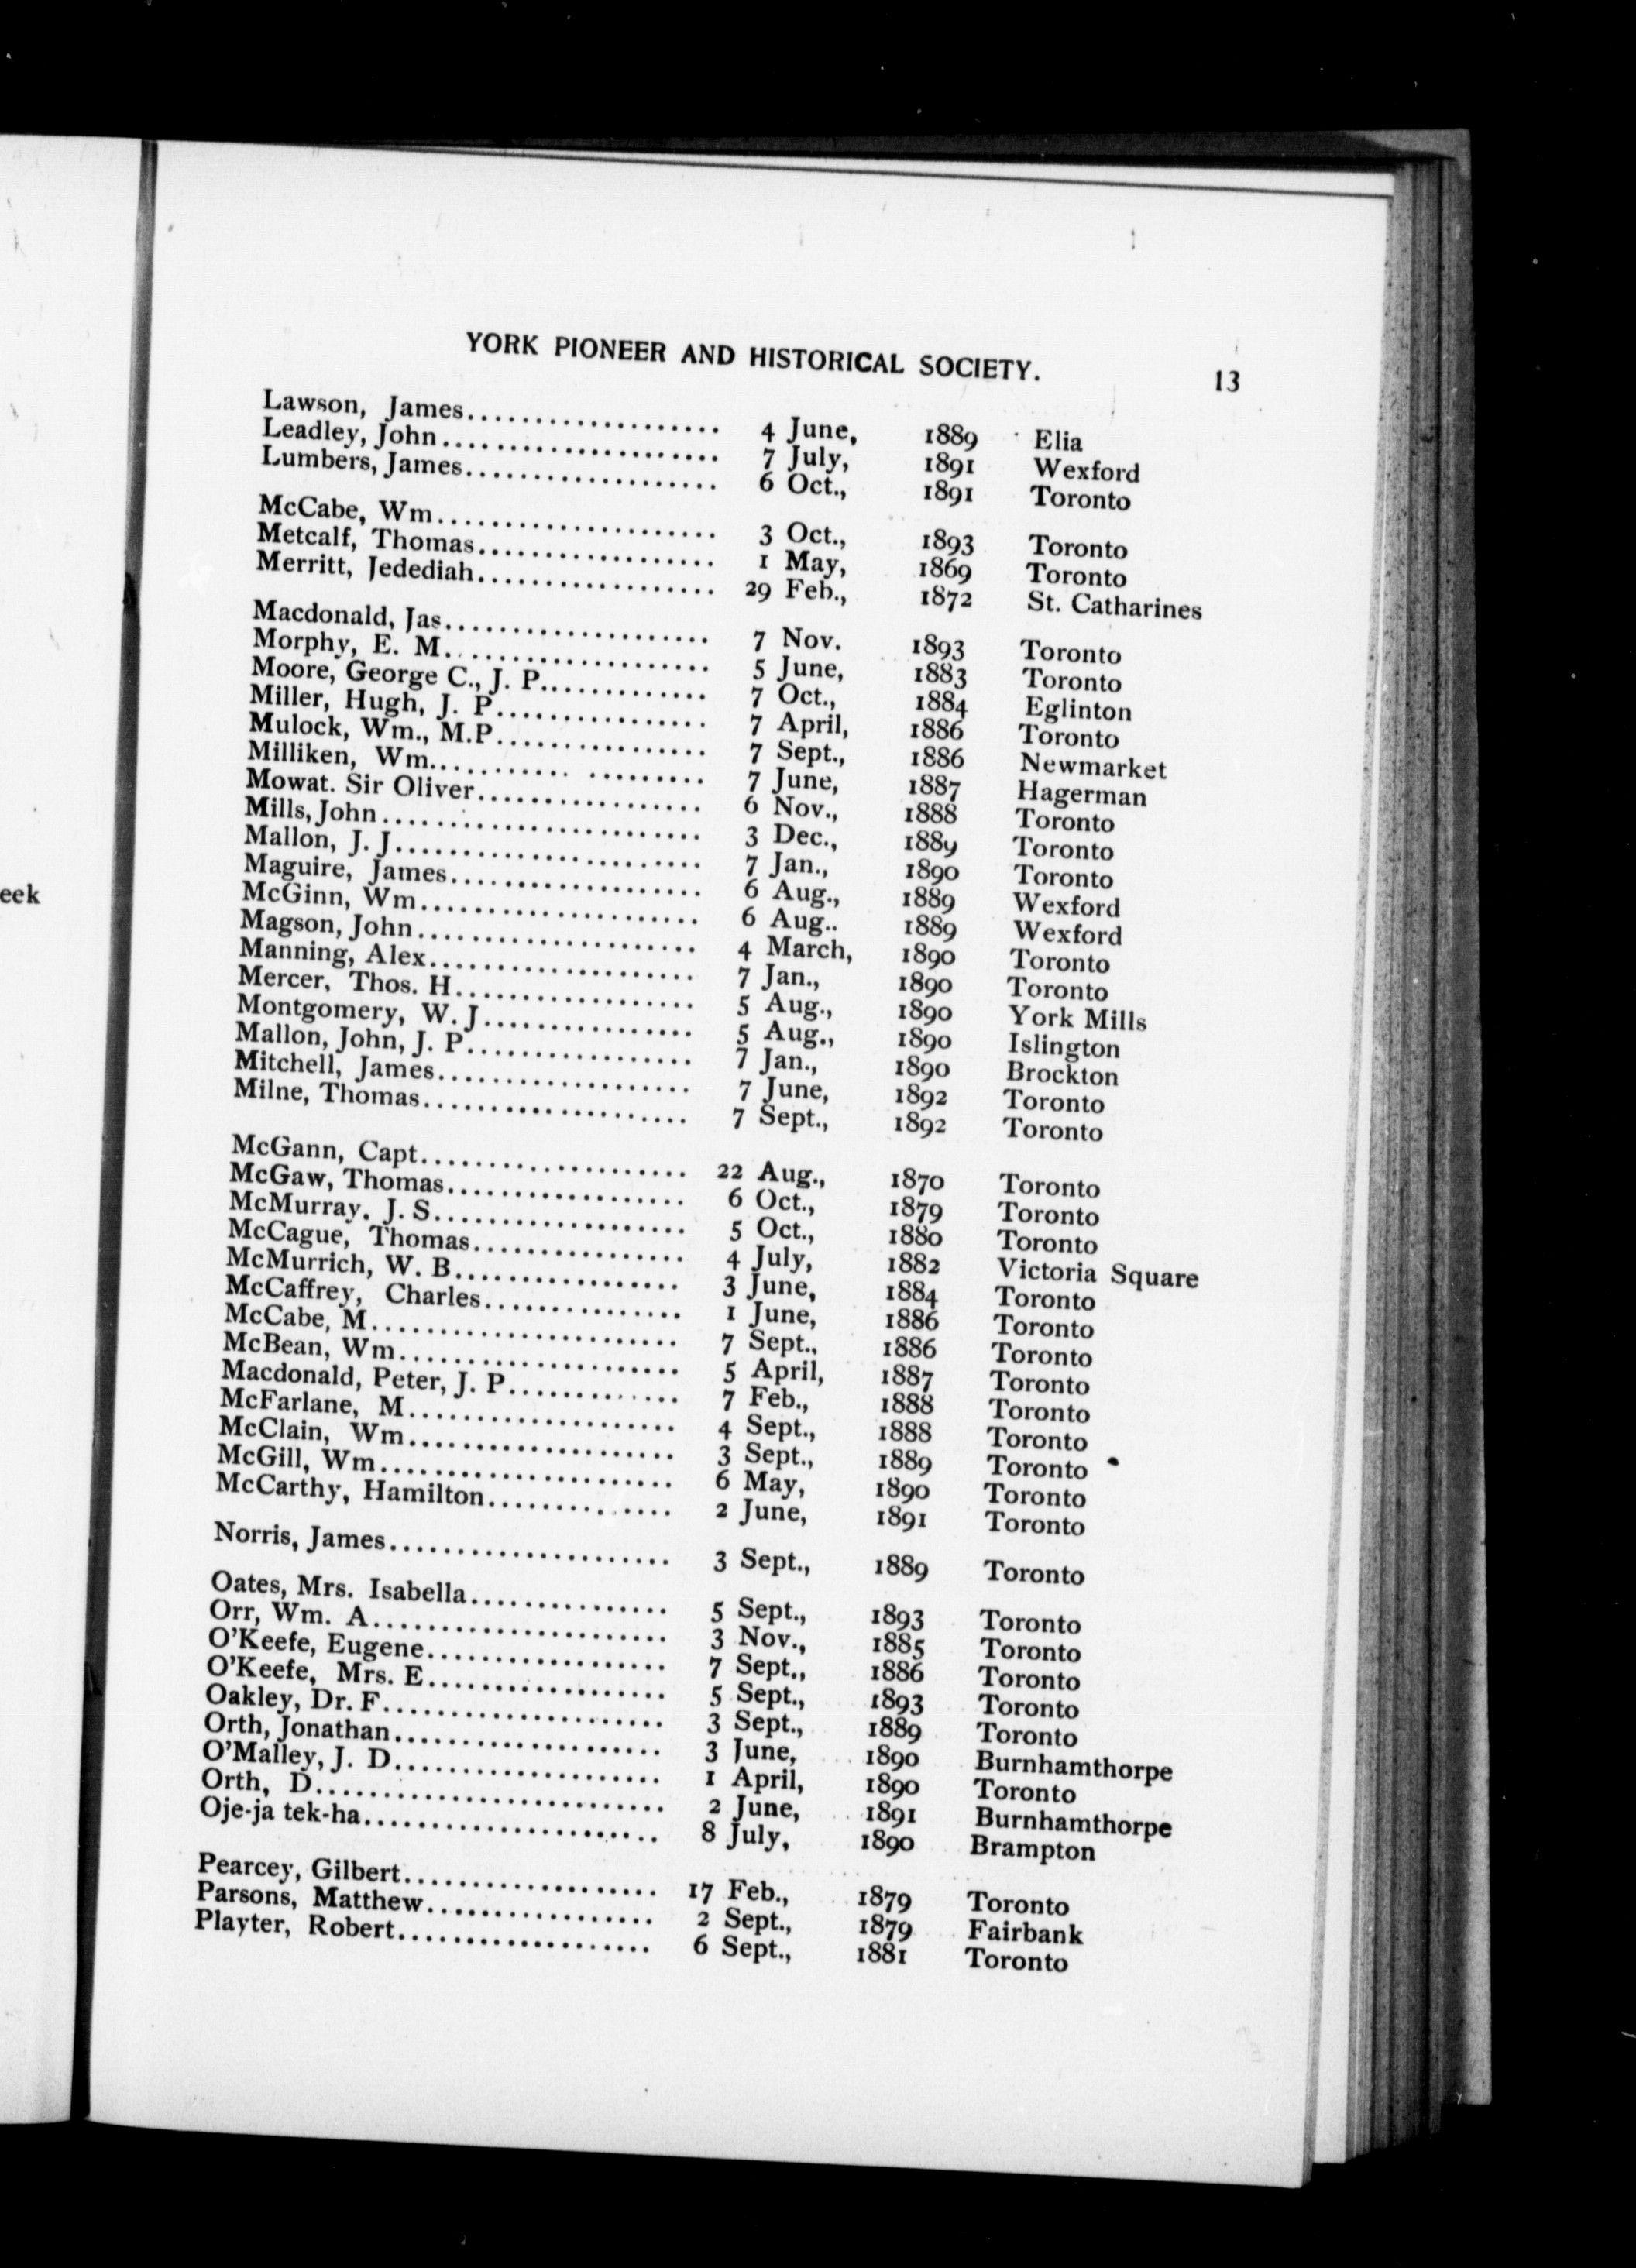 eek
YORK PIONEER AND HISTORICAL SOCIETY. 13
Lawson, James................... 4 June, 1889 Elia
Leadley, John..................... 7 July, 1891 Wexford
Lumbers, James................... 6 Oct., 1891 Toronto
McCabe, Wm..................... 3 Oct., 1893 Toronto
Metcalf, Thomas.................. 1 May, 1869 Toronto
Merritt, Jedediah.................. 29 Feb., 1872 St. Catharines
Macdonald, Jas.................... 7 Nov. 1893 Toronto
Morphy, E. M.................... 5 June, 1883 Toronto
Moore, George C., J. P............. 7 Oct., 1884 Eglinton
Miller, Hugh, J. P................ 7 April, 1886 Toronto
Mulock, Wm., M.P................ 7 Sept., 1886 Newmarket
Milliken, Wm........... ......... 7 June, 1887 Hagerman
Mowat. Sir Oliver................. 6 Nov., 1888 Toronto
Mills, John........................ 3 Dec., 1889 Toronto
Mallon, J. J....................... 7 Jan., 1890 Toronto
Maguire, James................... 6 Aug., 1889 Wexford
McGinn, Wm..................... 6 Aug.. 1889 Wexford
Magson, John..................... 4 March, 1890 Toronto
Manning, Alex.................... 7 Jan., 1890 Toronto
Mercer, Thos. H.................. 5 Aug., 1890 York Mills
Montgomery, W. J................ 5 Aug., 1890 Islington
Mallon, John, J. P................. 7 Jan., 1890 Brockton
Mitchell, James................... 7 June, 1892 Toronto
Milne, Thomas.................... 7 Sept., 1892 Toronto
McGann, Capt.................... 22 Aug., 1870 Toronto
McGaw, Thomas.................. 6 Oct., 1879 Toronto
McMurray. J. S................... 5 Oct., 1880 Toronto
McCague, Thomas................ 4 July, 1882 Victoria Square
McMurrich, W. B................. 3 June, 1884 Toronto
McCaffrey, Charles............... 1 June, 1886 Toronto
McCabe, M....................... 7 Sept., 1886 Toronto
McBean, Wm..................... 5 April, 1887 Toronto
Macdonald, Peter, J. P............. 7 Feb., 1888 Toronto
McFarlane, M.................... 4 Sept., 1888 Toronto
McClain, Wm.................... 3 Sept., 1889 Toronto
McGill, Wm...................... 6 May, 1890 Toronto
McCarthy, Hamilton.............. 2 June, 1891 Toronto
Norris, James..................... 3 Sept., 1889 Toronto
Oates, Mrs. Isabella............... 5 Sept., 1893 Toronto
Orr, Wm. A...................... 3 Nov., 1885 Toronto
O'Keefe, Eugene.................. 7 Sept., 1886 Toronto
O'Keefe, Mrs. E.................. 5 Sept., 1893 Toronto
Oakley, Dr. F..................... 3 Sept., 1889 Toronto
Orth, Jonathan.................... 3 June, 1890 Burnhamthorpe
O'Malley, J. D.................... 1 April, 1890 Toronto
Orth, D.......................... 2 June, 1891 Burnhamthorpe
Oje-ja tek-ha...................... 8 July, 1890 Brampton
Pearcey, Gilbert................... 17 Feb., 1879 Toronto
Parsons, Matthew................. 2 Sept., 1879 Fairbank
Playter, Robert................... 6 Sept., 1881 Toronto